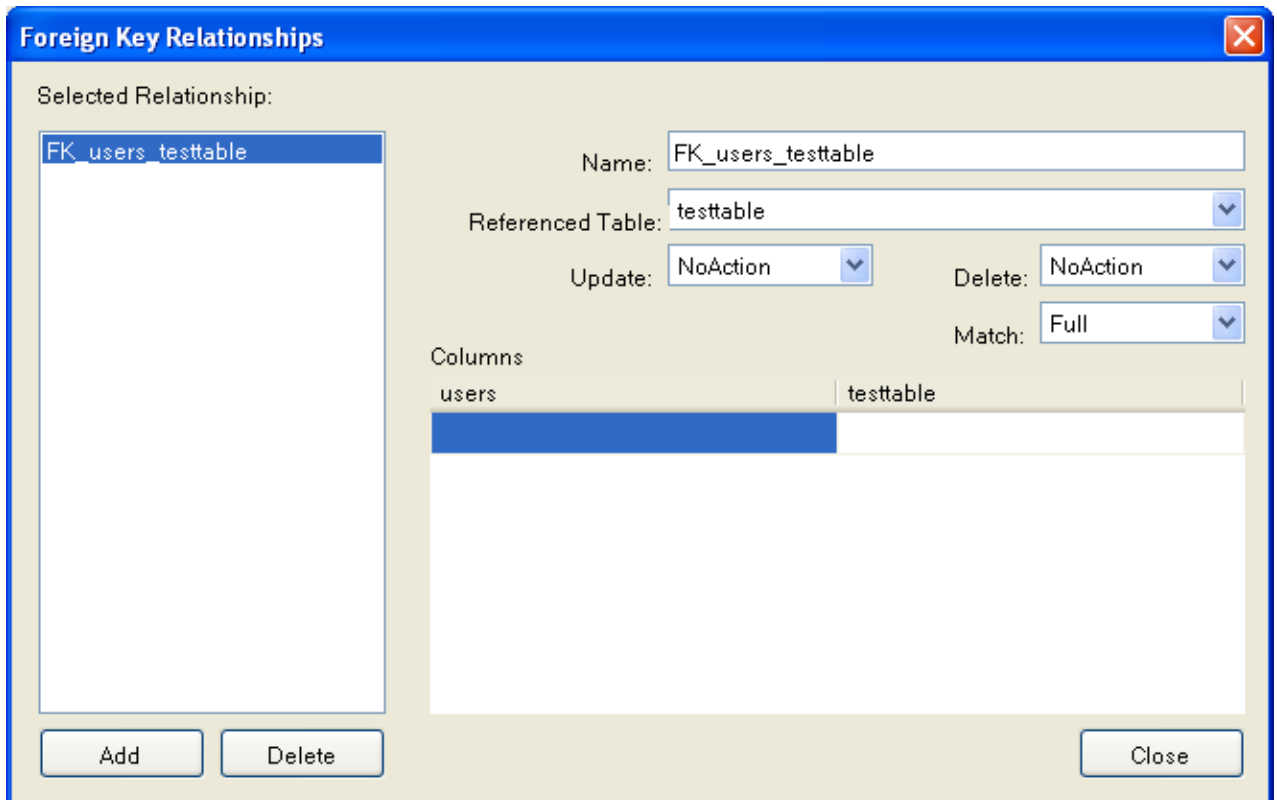 Foreign Key Relationships
Selected Relationship:
FK_users_testtable
Name: FK_users_testtable
Referenced Table: testtable
Update: NoAction Delete: NoAction
Match: Full
Columns
users testtable
Add Delete Close